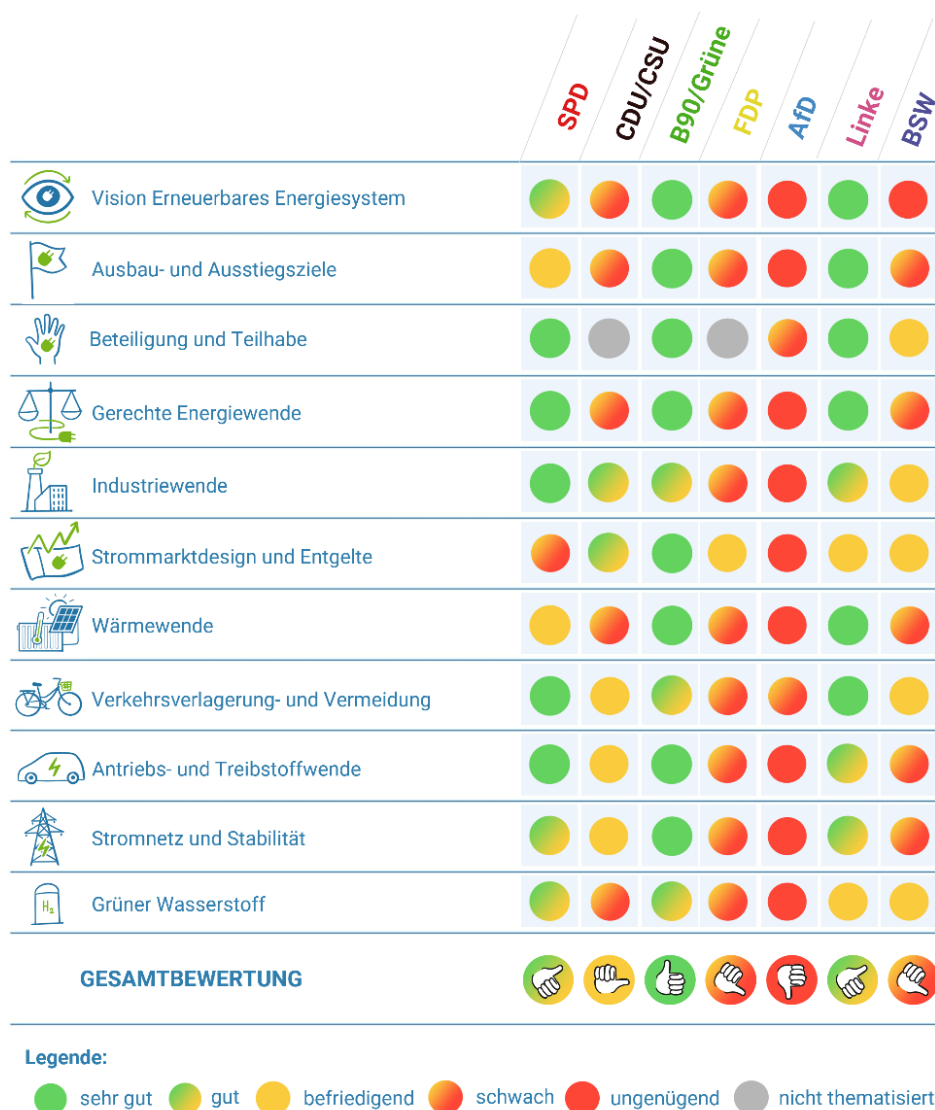 SPD CDU/CSU B90/Grüne FDP AfD Linke BSW
Vision Erneuerbares Energiesystem
Ausbau- und Ausstiegsziele
Beteiligung und Teilhabe
Gerechte Energiewende
Industriewende
Strommarktdesign und Entgelte
Wärmewende
Verkehrsverlagerung- und Vermeidung
Antriebs- und Treibstoffwende
Stromnetz und Stabilität
H₂ Grüner Wasserstoff
GESAMTBEWERTUNG
Legende:
sehr gut gut befriedigend schwach ungenügend nicht thematisiert